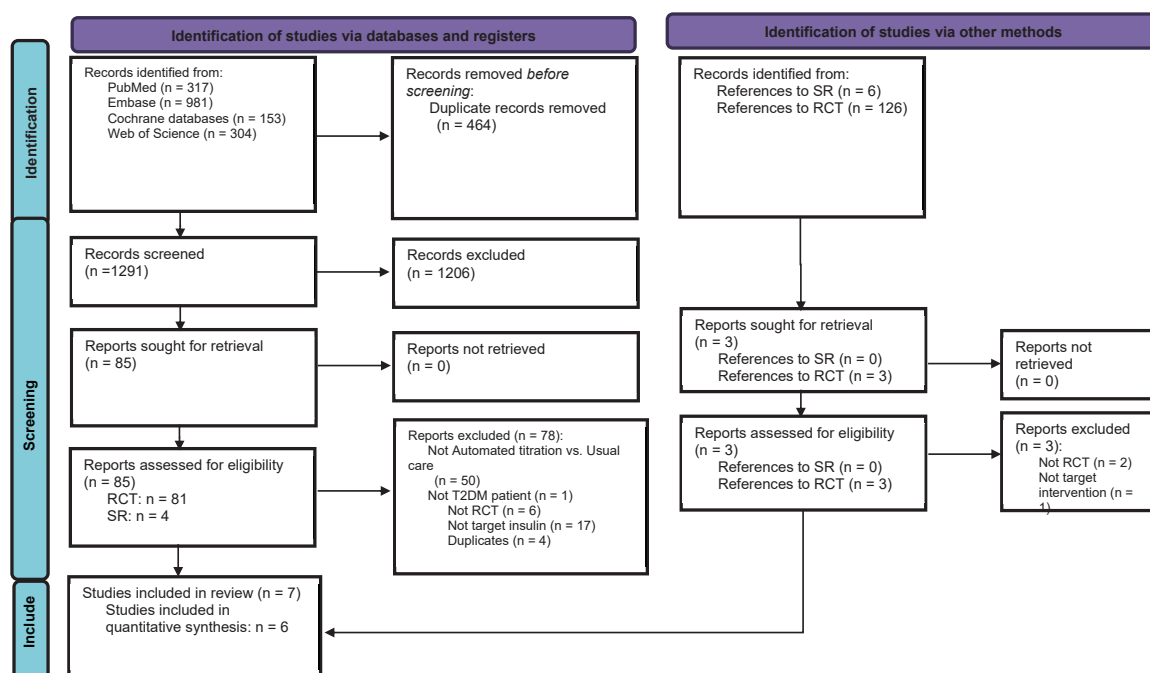 Identification of studies via databases and registers
Identification of studies via other methods
Identification
Records identified from:
PubMed (n = 317)
Embase (n = 981)
Cochrane databases (n = 153)
Web of Science (n = 304)
Records removed before
screening:
Duplicate records removed
(n = 464)
Records identified from:
References to SR (n = 6)
References to RCT (n = 126)
Screening
Records screened
(n =1291)
Records excluded
(n = 1206)
Reports sought for retrieval
(n = 85)
Reports not retrieved
(n = 0)
Reports sought for retrieval
(n = 3)
References to SR (n = 0)
References to RCT (n = 3)
Reports not
retrieved
(n = 0)
Reports assessed for eligibility
(n = 85)
RCT: n = 81
SR: n = 4
Reports excluded (n = 78):
Not Automated titration vs. Usual
care
(n = 50)
Not T2DM patient (n = 1)
Not RCT (n = 6)
Not target insulin (n = 17)
Duplicates (n = 4)
Reports assessed for eligibility
(n = 3)
References to SR (n = 0)
References to RCT (n = 3)
Reports excluded
(n = 3):
Not RCT (n = 2)
Not target
intervention (n =
1)
Include
Studies included in review (n = 7)
Studies included in
quantitative synthesis: n = 6